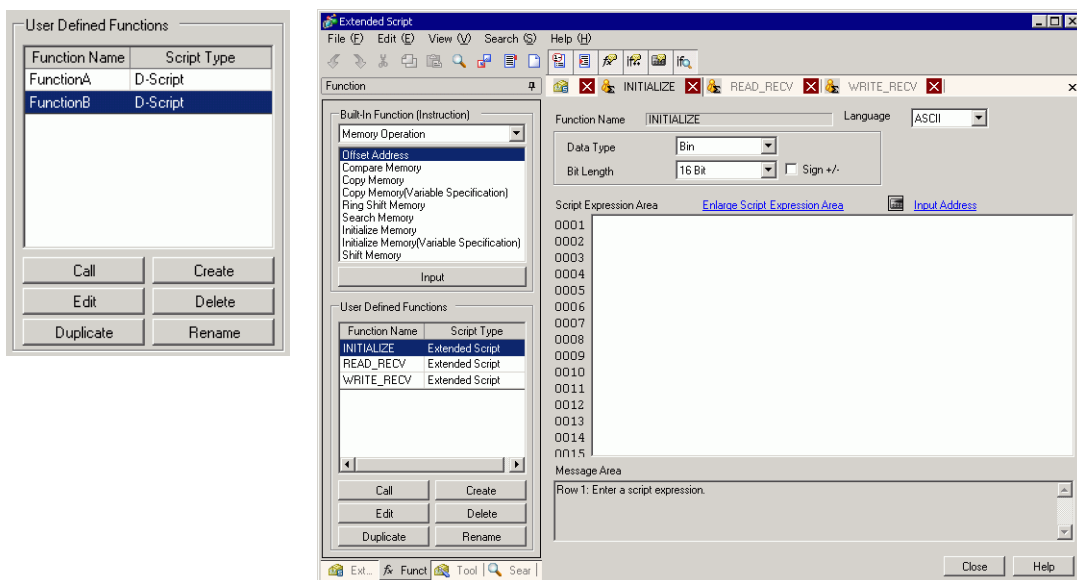 User Defined Functions
Function Name Script Type
FunctionA D-Script
FunctionB D-Script
Call Create
Edit Delete
Duplicate Rename
Extended Script
File (F) Edit (E) View (V) Search (S) Help (H)
Function
INITIALIZE READ_RECV WRITE_RECV
Built-In Function (Instruction)
Memory Operation
Offset Address
Compare Memory
Copy Memory
Copy Memory(Variable Specification)
Ring Shift Memory
Search Memory
Initialize Memory
Initialize Memory(Variable Specification)
Shift Memory
Input
User Defined Functions
Function Name Script Type
INITIALIZE Extended Script
READ_RECV Extended Script
WRITE_RECV Extended Script
Call Create
Edit Delete
Duplicate Rename
Ext... fx Funct Tool Sear
Function Name INITIALIZE Language ASCII
Data Type Bin
Bit Length 16 Bit Sign +/-
Script Expression Area Enlarge Script Expression Area Input Address
0001
0002
0003
0004
0005
0006
0007
0008
0009
0010
0011
0012
0013
0014
0015
Message Area
Row 1: Enter a script expression.
Close Help